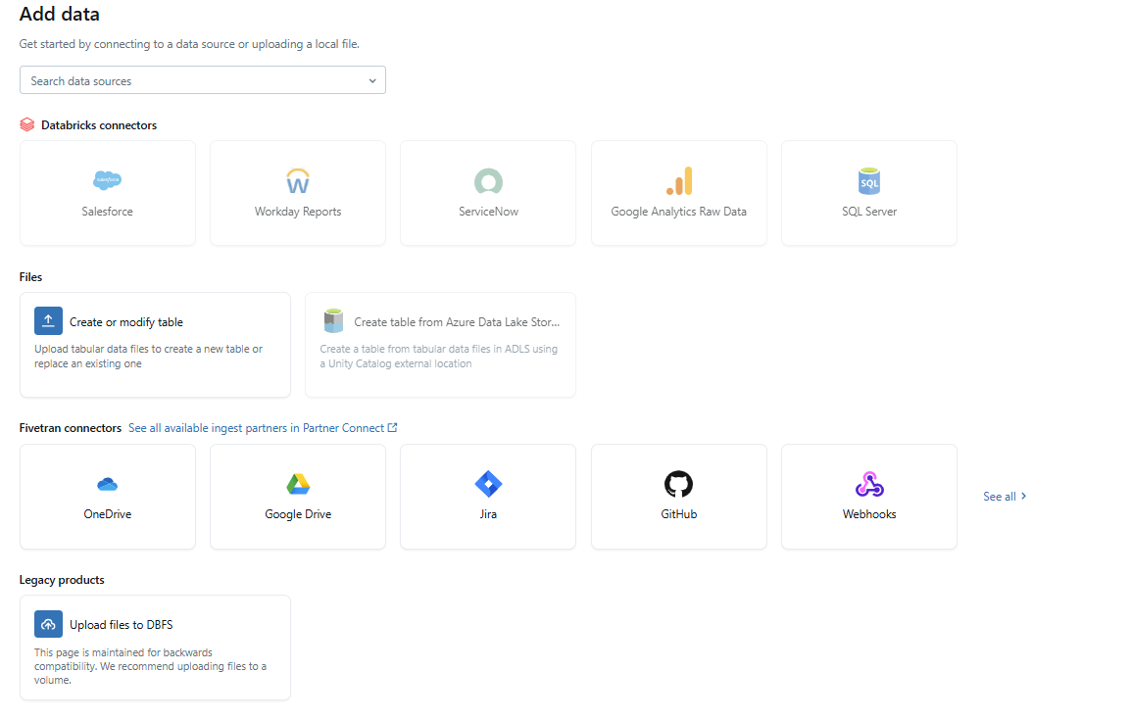 Add data
Get started by connecting to a data source or uploading a local file.
Search data sources
Databricks connectors
Salesforce
Workday Reports
ServiceNow
Google Analytics Raw Data
SQL
SQL Server
Files
Create or modify table
Upload tabular data files to create a new table or
replace an existing one
Create table from Azure Data Lake Stor...
Create a table from tabular data files in ADLS using
a Unity Catalog external location
Fivetran connectors See all available ingest partners in Partner Connect
OneDrive
Google Drive
Jira
GitHub
Webhooks
See all
Legacy products
Upload files to DBFS
This page is maintained for backwards
compatibility. We recommend uploading files to a
volume.